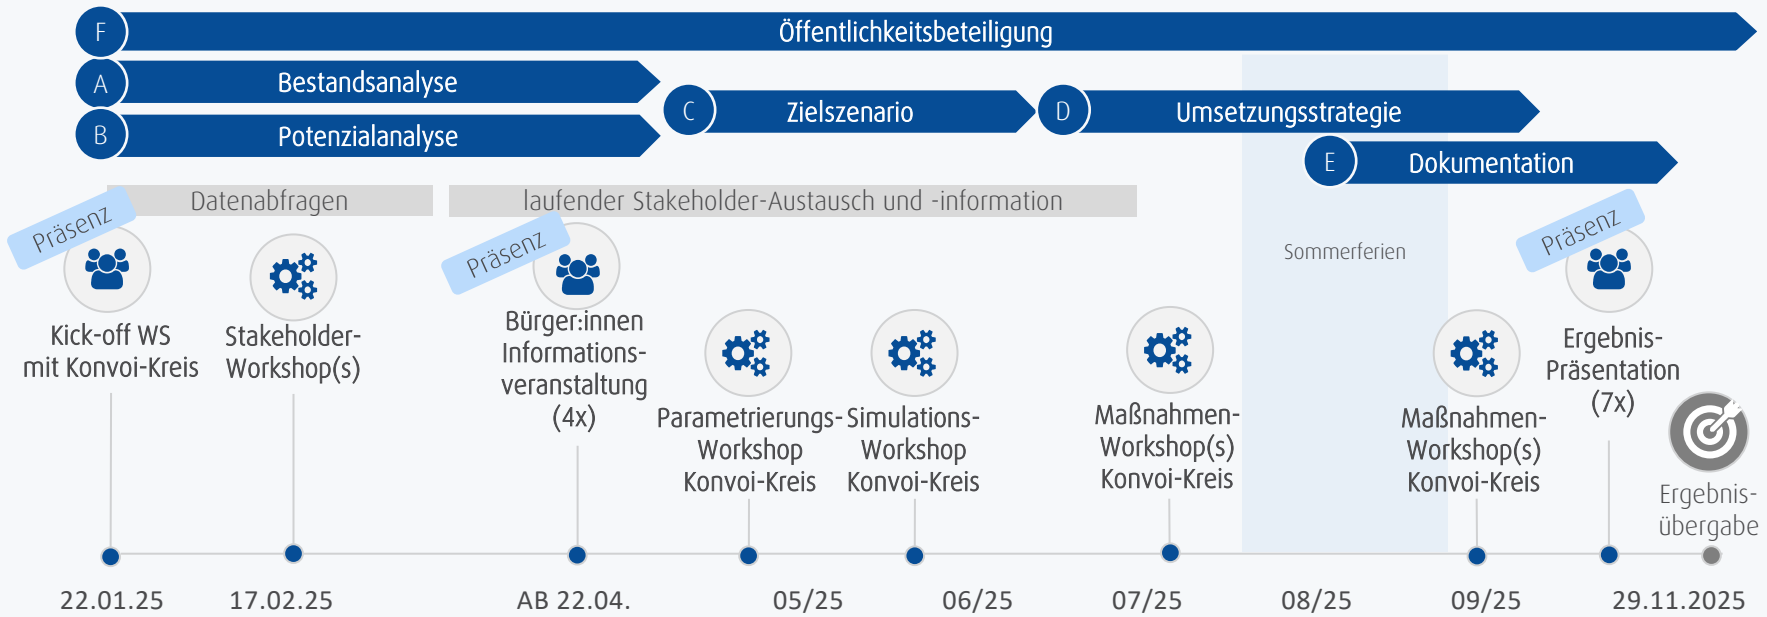 F
Öffentlichkeitsbeteiligung
A
Bestandsanalyse
B
Potenzialanalyse
C
Zielszenario
D
Umsetzungsstrategie
E
Dokumentation
Datenabfragen
laufender Stakeholder-Austausch und -information
Präsenz
Kick-off WS
mit Konvoi-Kreis
Stakeholder-
Workshop(s)
Präsenz
Bürger:innen
Informations-
veranstaltung
(4x)
Parametrierungs-
Workshop
Konvoi-Kreis
Simulations-
Workshop
Konvoi-Kreis
Maßnahmen-
Workshop(s)
Konvoi-Kreis
Sommerferien
Maßnahmen-
Workshop(s)
Konvoi-Kreis
Präsenz
Ergebnis-
Präsentation
(7x)
Ergebnis-
übergabe
22.01.25
17.02.25
AB 22.04.
05/25
06/25
07/25
08/25
09/25
29.11.2025